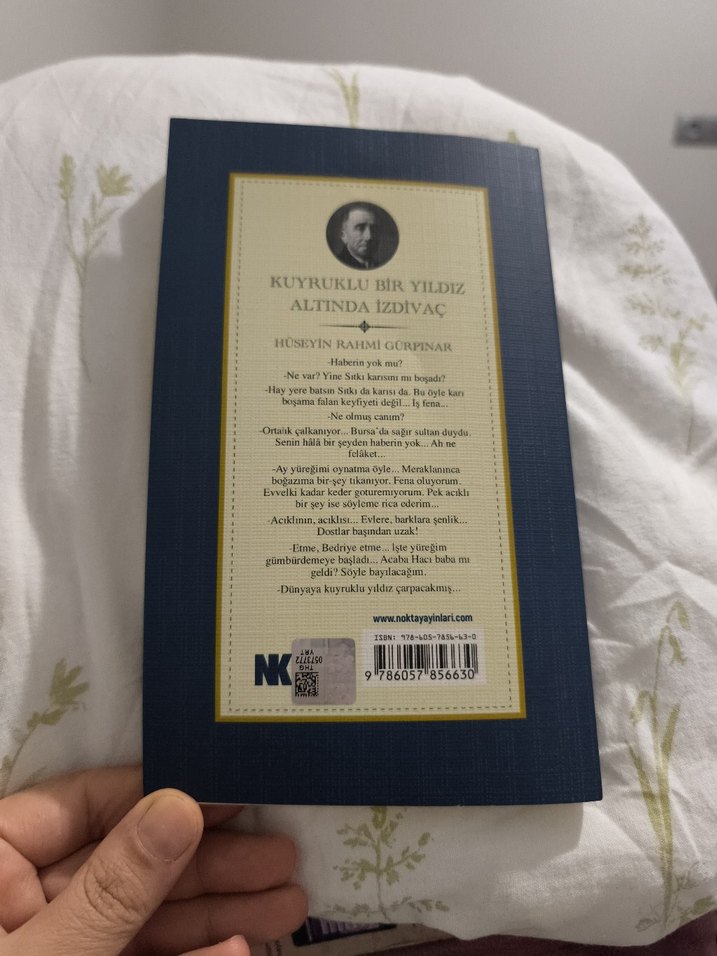 KUYRUKLU BİR YILDIZ
ALTINDA İZDİVAÇ
HÜSEYİN RAHMİ GÜRPINAR
-Haberin yok mu?
-Ne var? Yine Sıtkı karısını mı boşadı?
-Hay yere batsın Sıtkı da karısı da. Bu öyle karı
boşama falan keyfiyeti değil... İş fena...
-Ne olmuş canım?
-Ortalık çalkanıyor... Bursa'da sağır sultan duydu.
Senin hâlâ bir şeyden haberin yok... Ah ne
felâket...
-Ay yüreğimi oynatma öyle... Meraklanınca
boğazıma bir-şey tıkanıyor. Fena oluyorum.
Evvelki kadar keder goturemiyorum. Pek acıklı
bir şey ise söyleme rica ederim...
-Acıklının, acıklısı... Evlere, barklara şenlik...
Dostlar başından uzak!
-Etme, Bedriye etme... İşte yüreğim
gümbürdemeye başladı... Acaba Hacı baba mı
geldi? Söyle bayılacağım.
-Dünyaya kuyruklu yıldız çarpacakmış...
www.noktayayinlari.com
ISBN: 978-605-7856-63-0
NK
THG
0573772
YRT
9 786057 856630